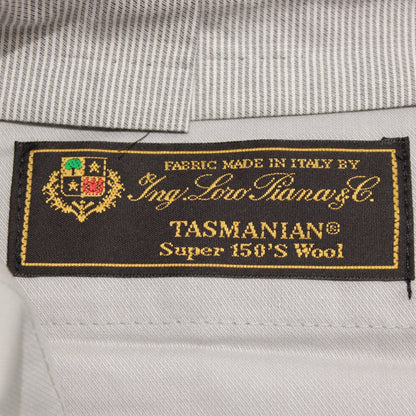 FABRIC MADE IN ITALY BY
Ing. Loro Piana & C.
TASMANIAN®
Super 150'S Wool